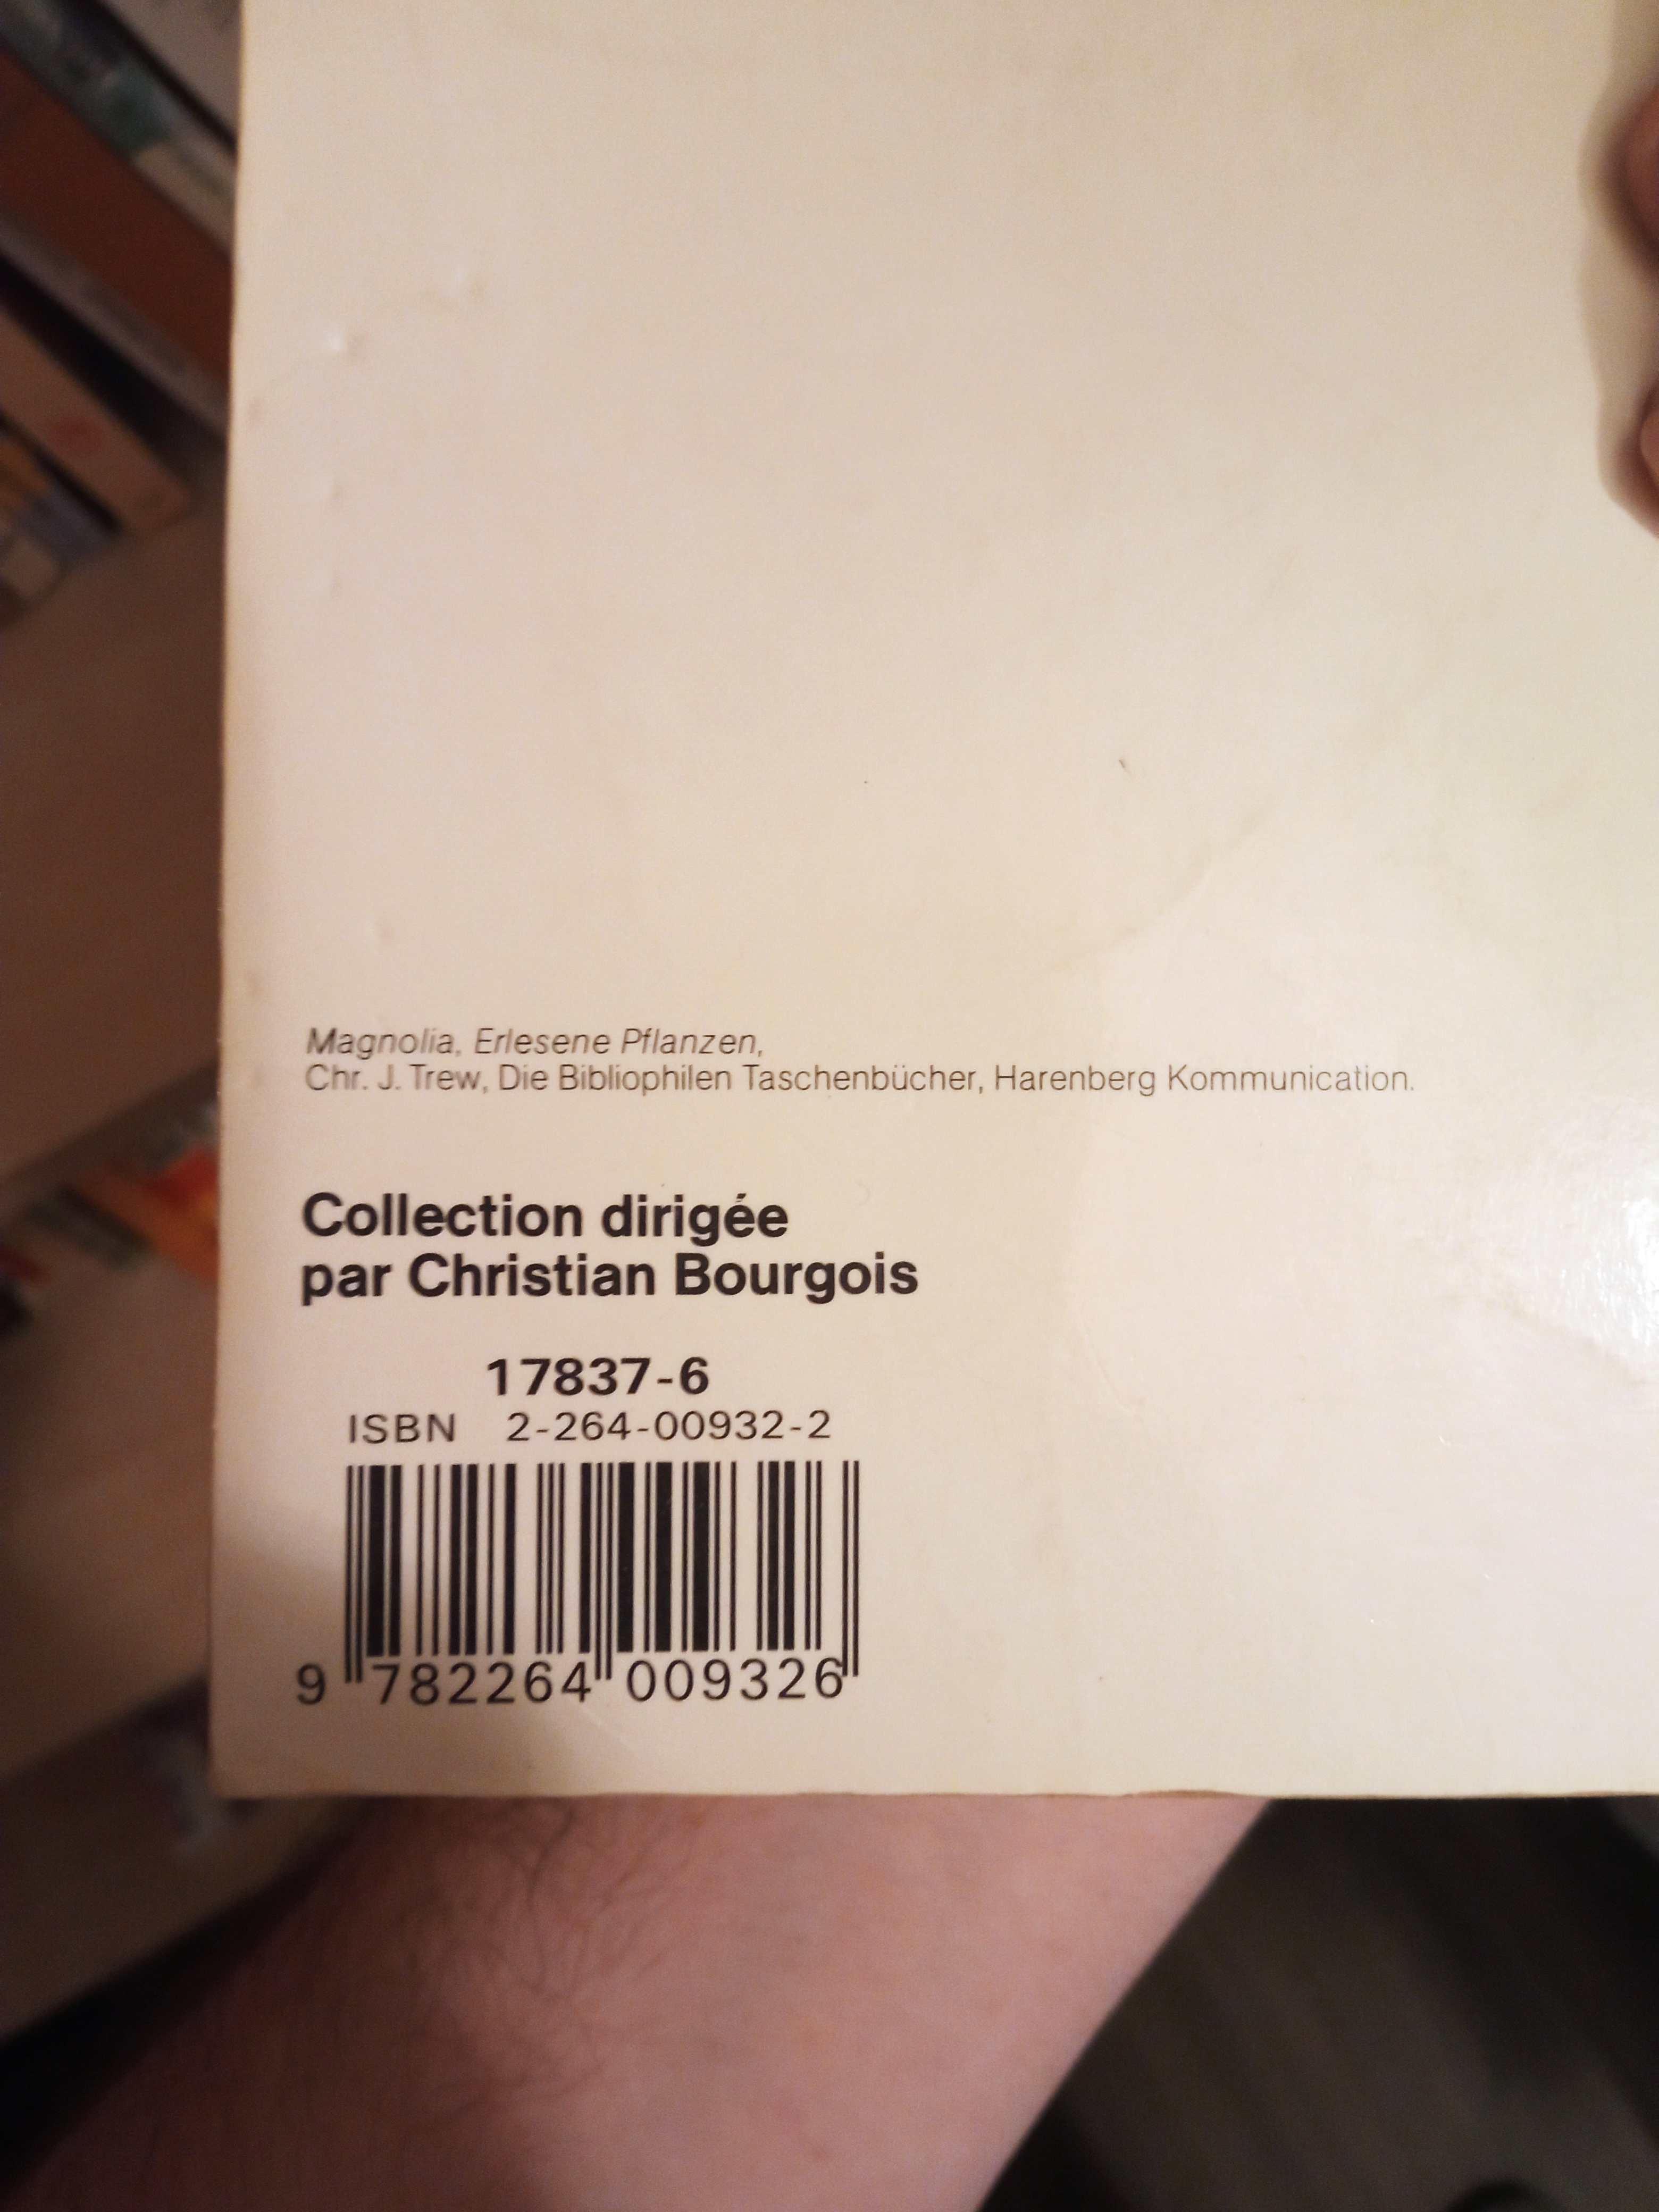 Magnolia, Erlesene Pflanzen,
Chr. J. Trew, Die Bibliophilen Taschenbücher, Harenberg Kommunication.
Collection dirigée
par Christian Bourgois
17837-6
ISBN 2-264-00932-2
9 782264 009326